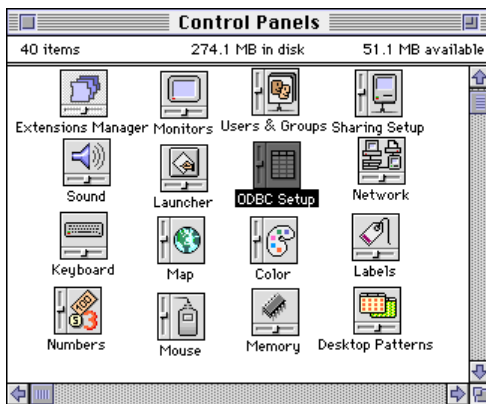 Control Panels
40 items 274.1 MB in disk 51.1 MB available
Extensions Manager Monitors Users & Groups Sharing Setup
Sound Launcher ODBC Setup Network
Keyboard Map Color Labels
Numbers Mouse Memory Desktop Patterns